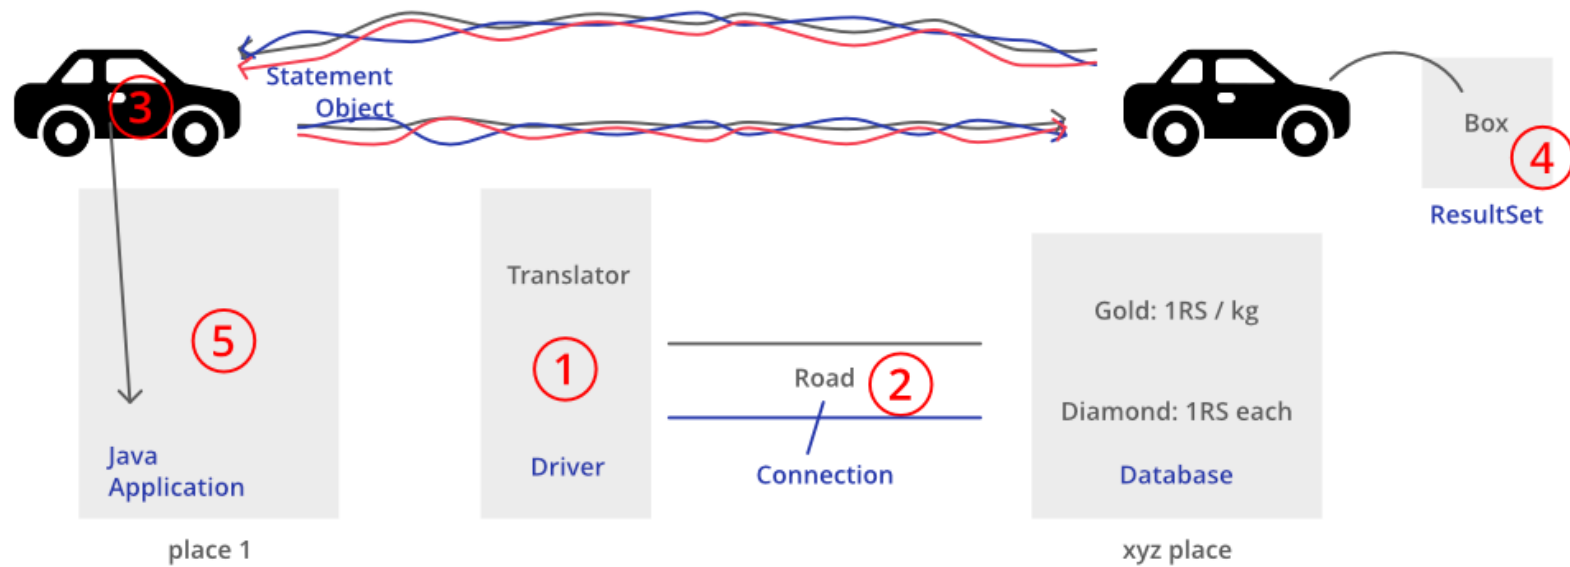 3
Statement
Object
Box
4
ResultSet
Translator
Gold: 1RS / kg
5
1
Road
2
Diamond: 1RS each
Java
Application
Driver
Connection
Database
place 1
xyz place